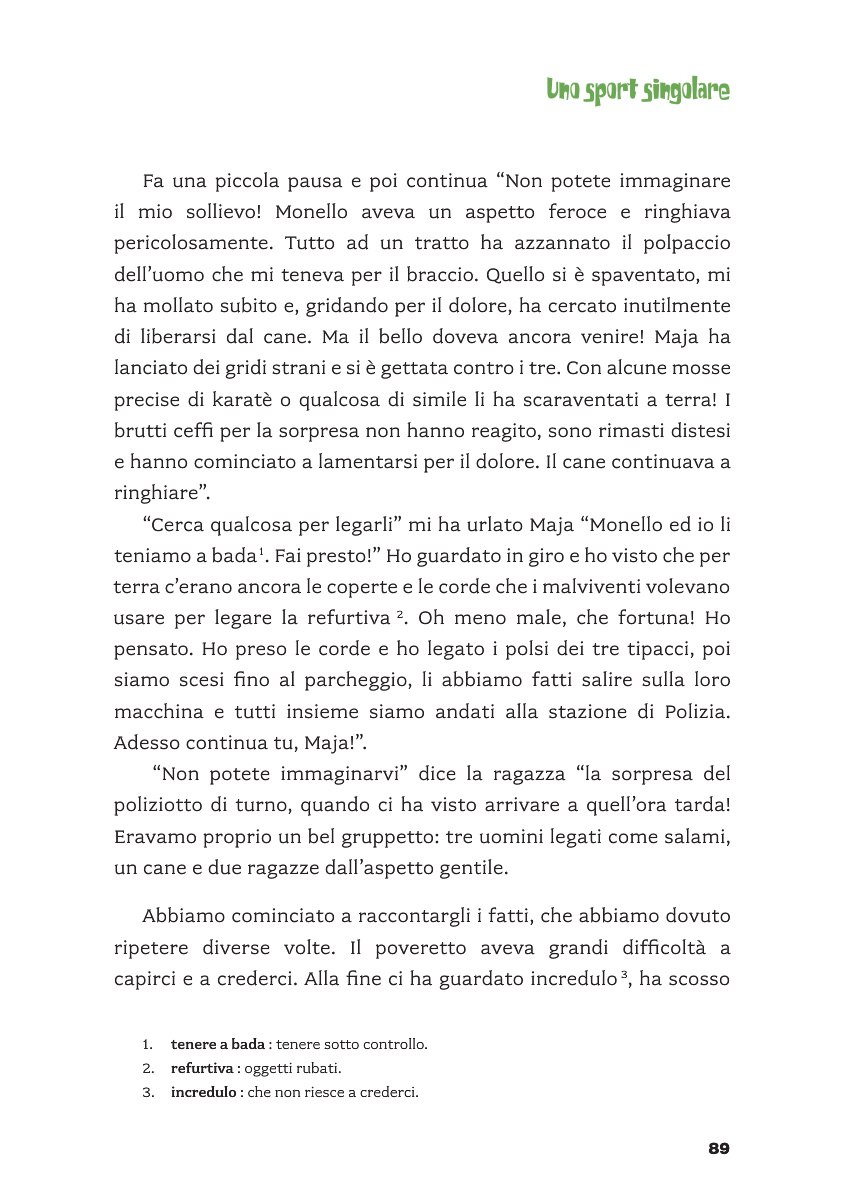 Uno sport singolare
Fa una piccola pausa e poi continua “Non potete immaginare
il mio sollievo! Monello aveva un aspetto feroce e ringhiava
pericolosamente. Tutto ad un tratto ha azzannato il polpaccio
dell’uomo che mi teneva per il braccio. Quello si è spaventato, mi
ha mollato subito e, gridando per il dolore, ha cercato inutilmente
di liberarsi dal cane. Ma il bello doveva ancora venire! Maja ha
lanciato dei gridi strani e si è gettata contro i tre. Con alcune mosse
precise di karatè o qualcosa di simile li ha scaraventati a terra! I
brutti ceffi per la sorpresa non hanno reagito, sono rimasti distesi
e hanno cominciato a lamentarsi per il dolore. Il cane continuava a
ringhiare”.
“Cerca qualcosa per legarli” mi ha urlato Maja “Monello ed io li
teniamo a bada¹. Fai presto!” Ho guardato in giro e ho visto che per
terra c’erano ancora le coperte e le corde che i malviventi volevano
usare per legare la refurtiva ². Oh meno male, che fortuna! Ho
pensato. Ho preso le corde e ho legato i polsi dei tre tipacci, poi
siamo scesi fino al parcheggio, li abbiamo fatti salire sulla loro
macchina e tutti insieme siamo andati alla stazione di Polizia.
Adesso continua tu, Maja!”.
“Non potete immaginarvi” dice la ragazza “la sorpresa del
poliziotto di turno, quando ci ha visto arrivare a quell’ora tarda!
Eravamo proprio un bel gruppetto: tre uomini legati come salami,
un cane e due ragazze dall’aspetto gentile.
Abbiamo cominciato a raccontargli i fatti, che abbiamo dovuto
ripetere diverse volte. Il poveretto aveva grandi difficoltà a
capirci e a crederci. Alla fine ci ha guardato incredulo ³, ha scosso
1. tenere a bada : tenere sotto controllo.
2. refurtiva : oggetti rubati.
3. incredulo : che non riesce a crederci.
89